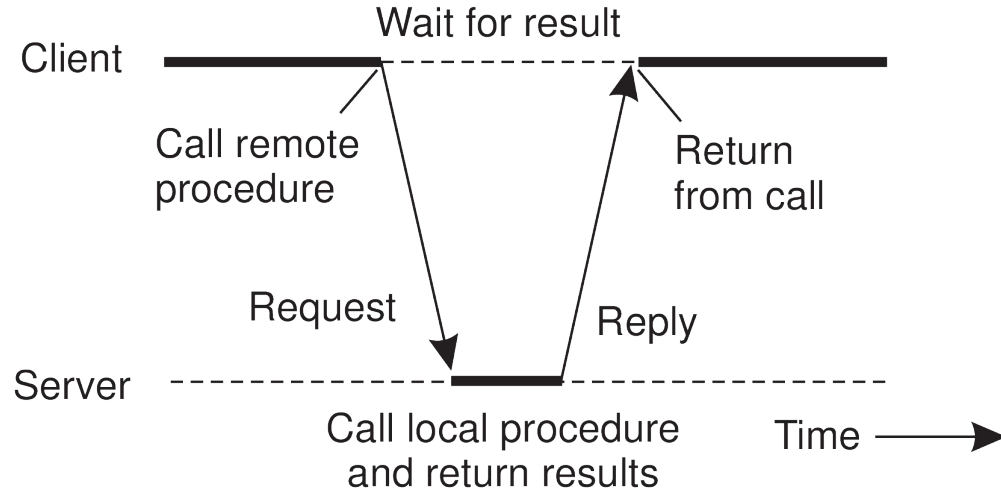 Wait for result
Client
Call remote
procedure
Return
from call
Request
Reply
Server
Call local procedure
and return results
Time